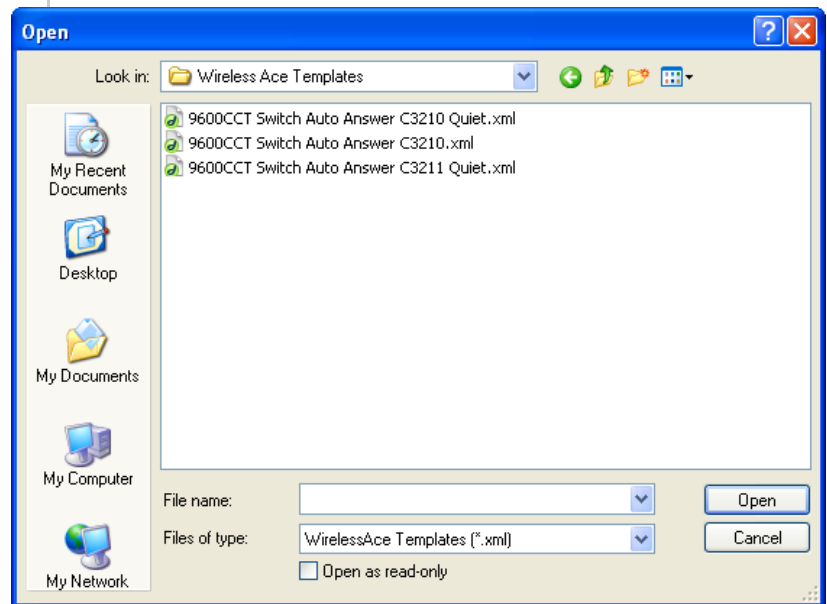 Open
Look in:
Wireless Ace Templates
9600CCT Switch Auto Answer C3210 Quiet.xml
9600CCT Switch Auto Answer C3210.xml
9600CCT Switch Auto Answer C3211 Quiet.xml
My Recent
Documents
Desktop
My Documents
My Computer
My Network
File name:
Open
Files of type:
WirelessAce Templates (*.xml)
Cancel
Open as read-only